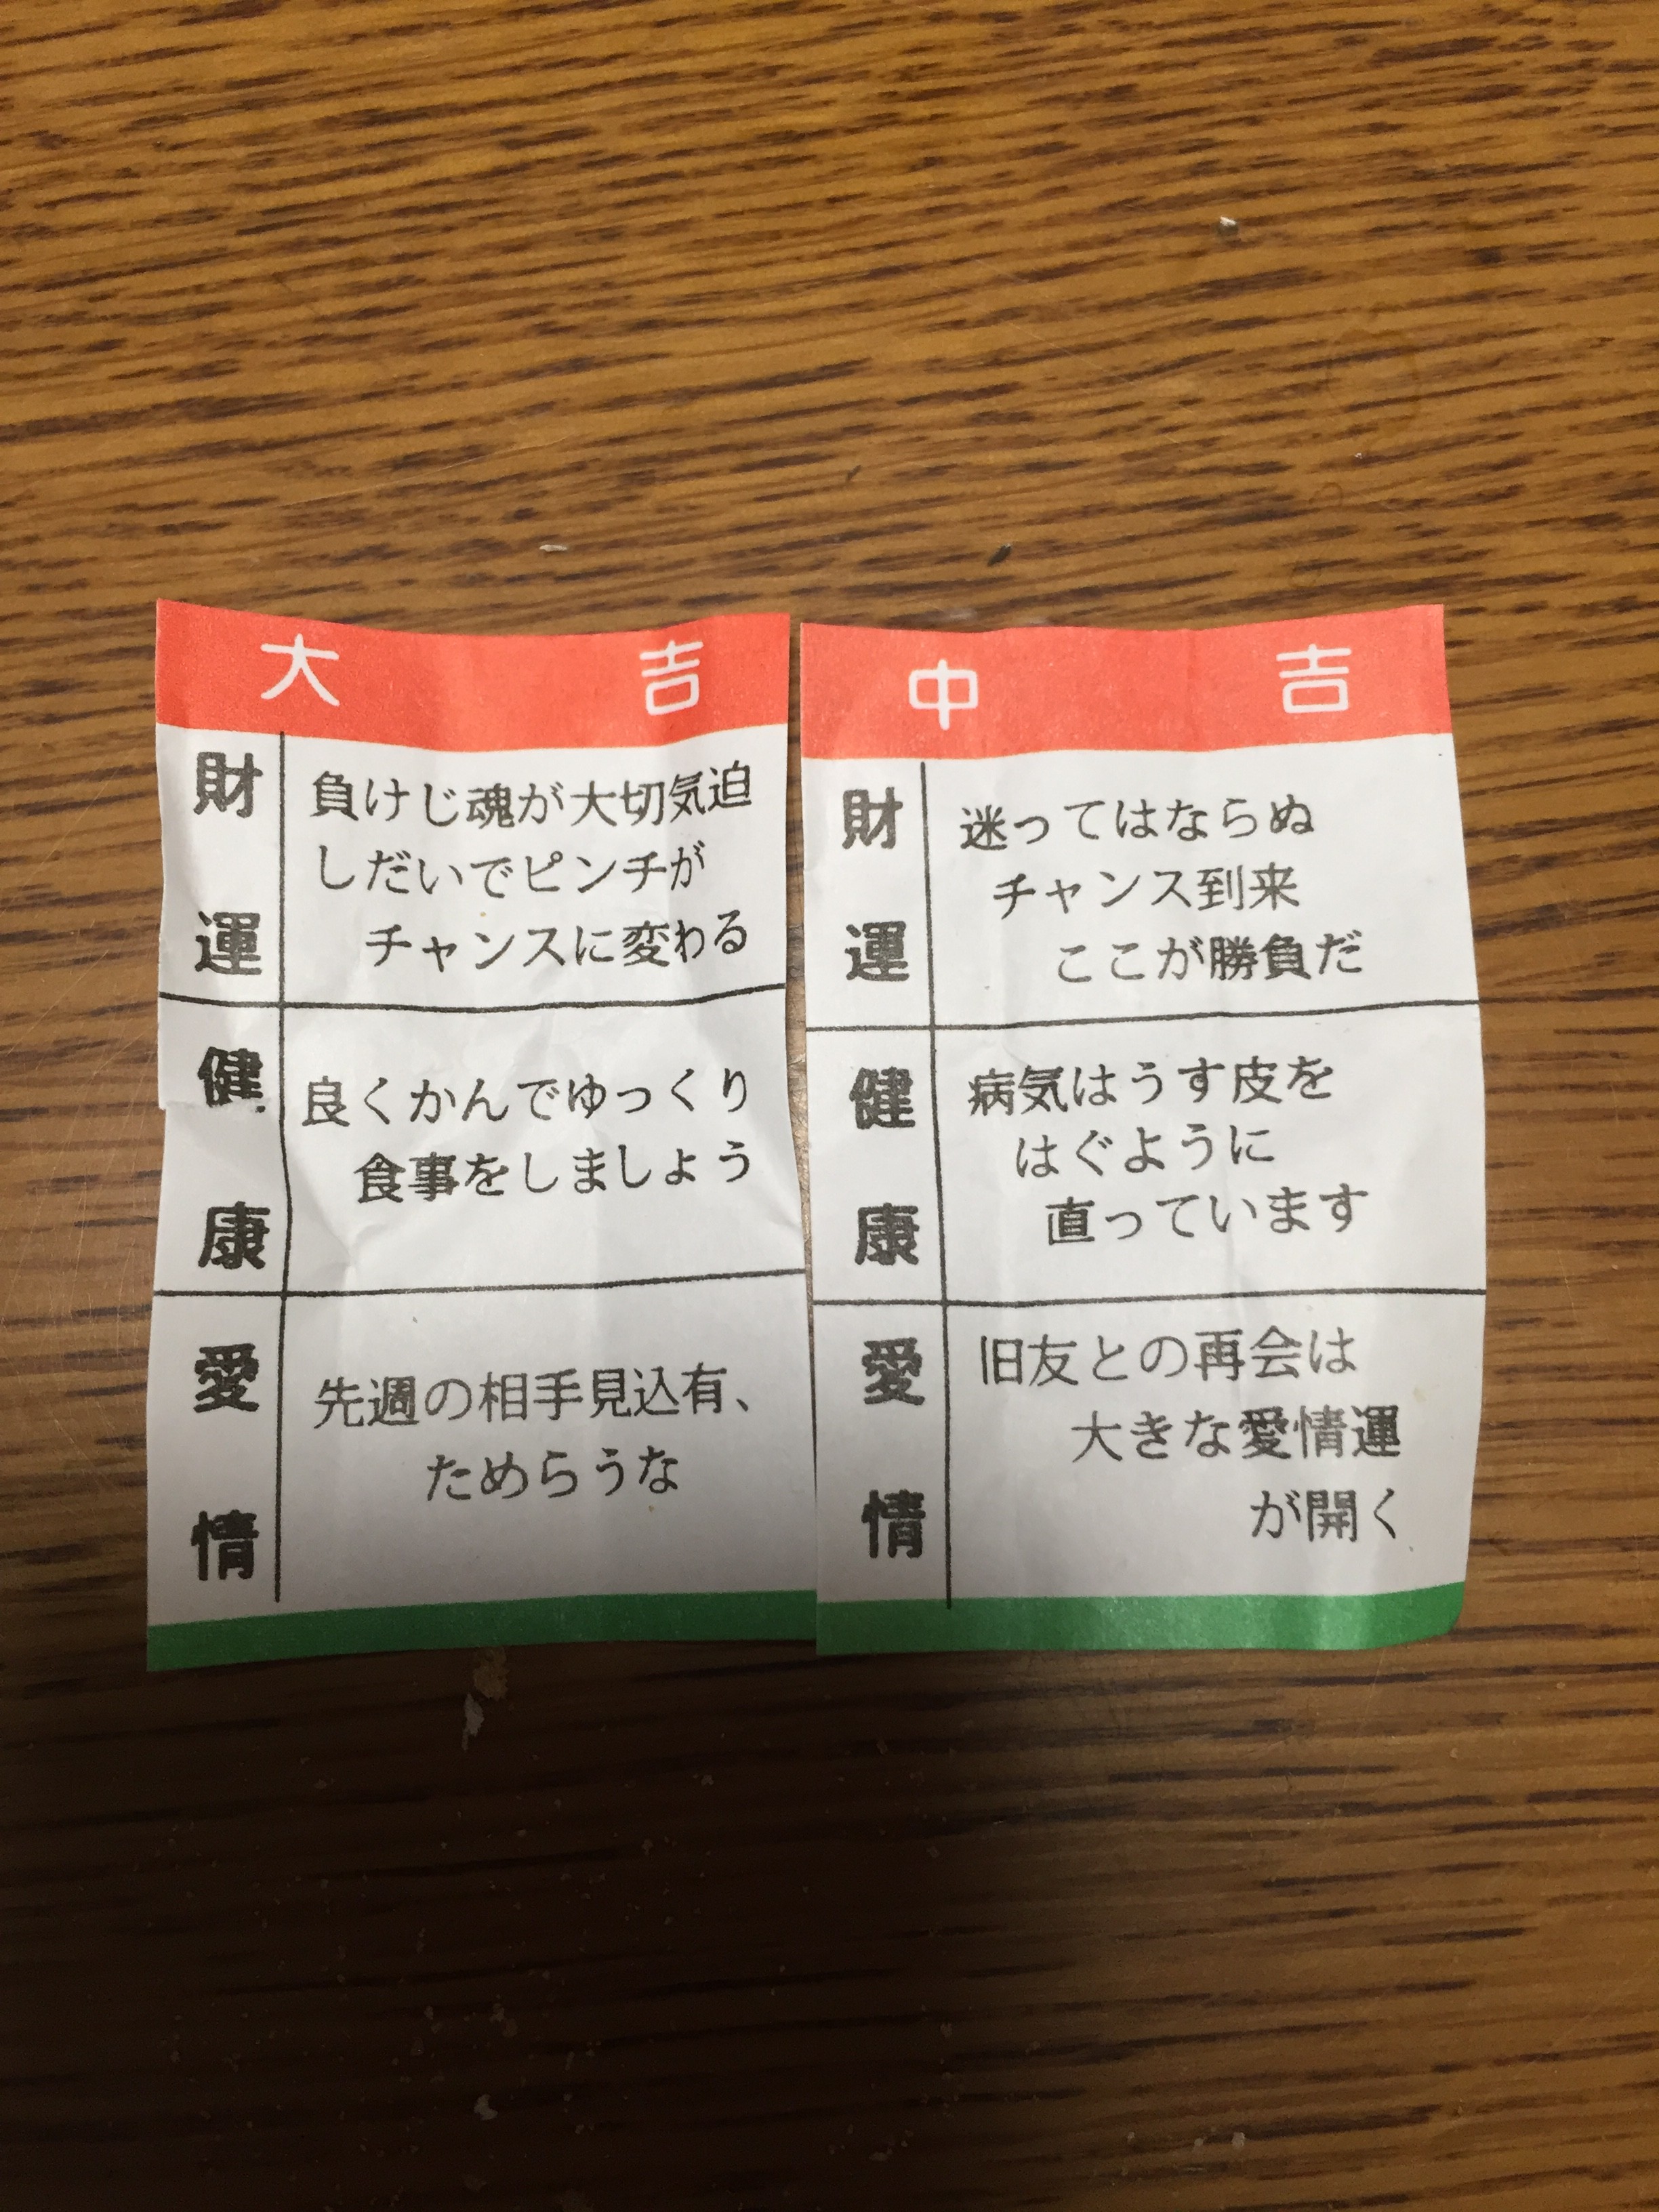 大吉
財運
負けじ魂が大切気迫
しだいでピンチが
チャンスに変わる
健康
良くかんでゆっくり
食事をしましょう
愛情
先週の相手見込有、
ためらうな
中吉
財運
迷ってはならぬ
チャンス到来
ここが勝負だ
健康
病気はうす皮を
はぐように
直っています
愛情
旧友との再会は
大きな愛情運
が開く